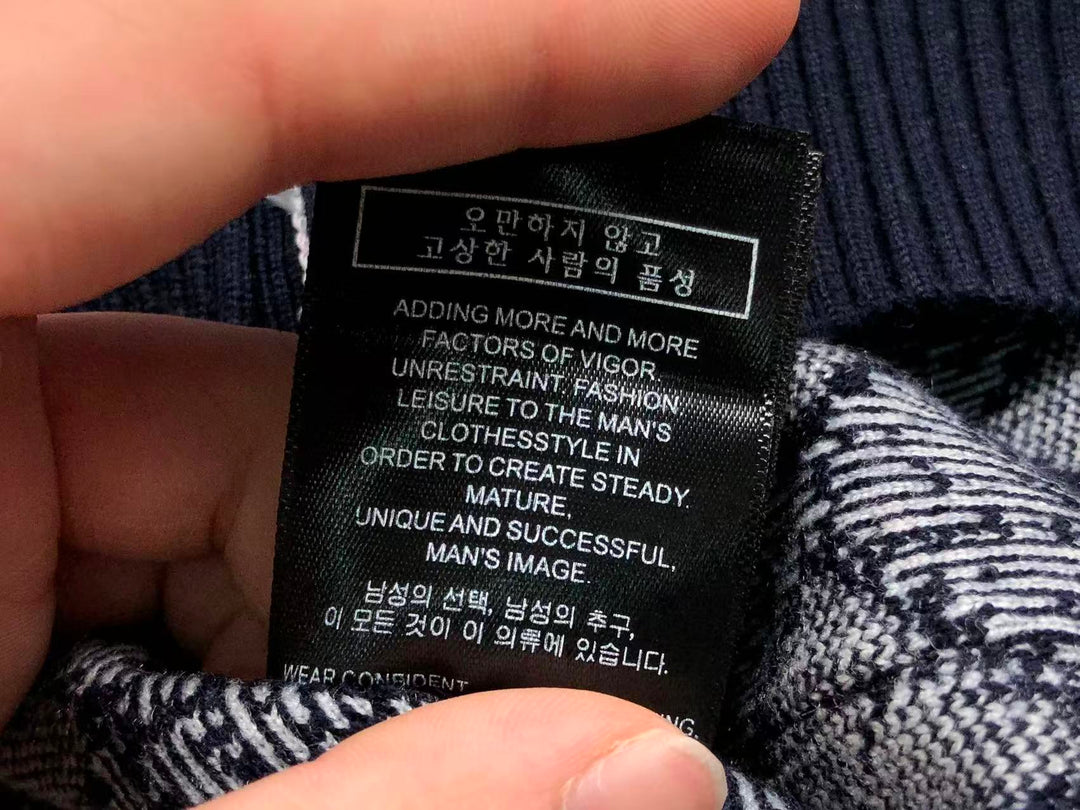 오만하지 않고
고상한 사람의 품성
ADDING MORE AND MORE
FACTORS OF VIGOR,
UNRESTRAINT, FASHION
LEISURE TO THE MAN'S
CLOTHESSTYLE IN
ORDER TO CREATE STEADY.
MATURE,
UNIQUE AND SUCCESSFUL,
MAN'S IMAGE.
남성의 선택, 남성의 추구,
이 모든 것이 이 의류에 있습니다.
WEAR CONBIDENT